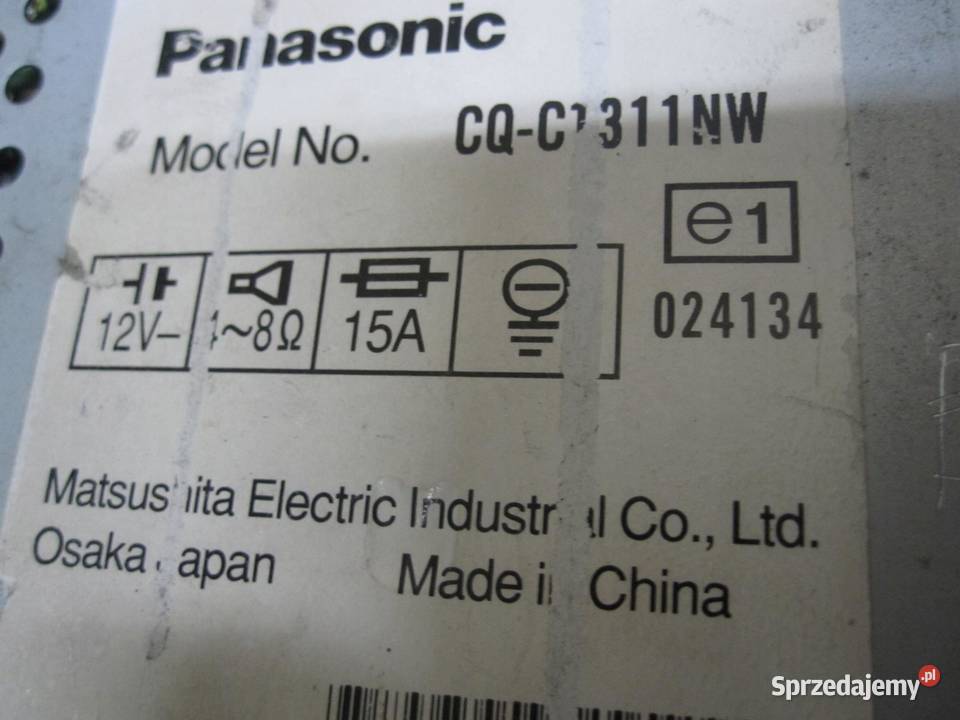 Panasonic
Model No. CQ-C1311NW
e1
12V 4~8Ω 15A
024134
Matsushita Electric Industrial Co., Ltd.
Osaka Japan Made in China
Sprzedajemy.pl